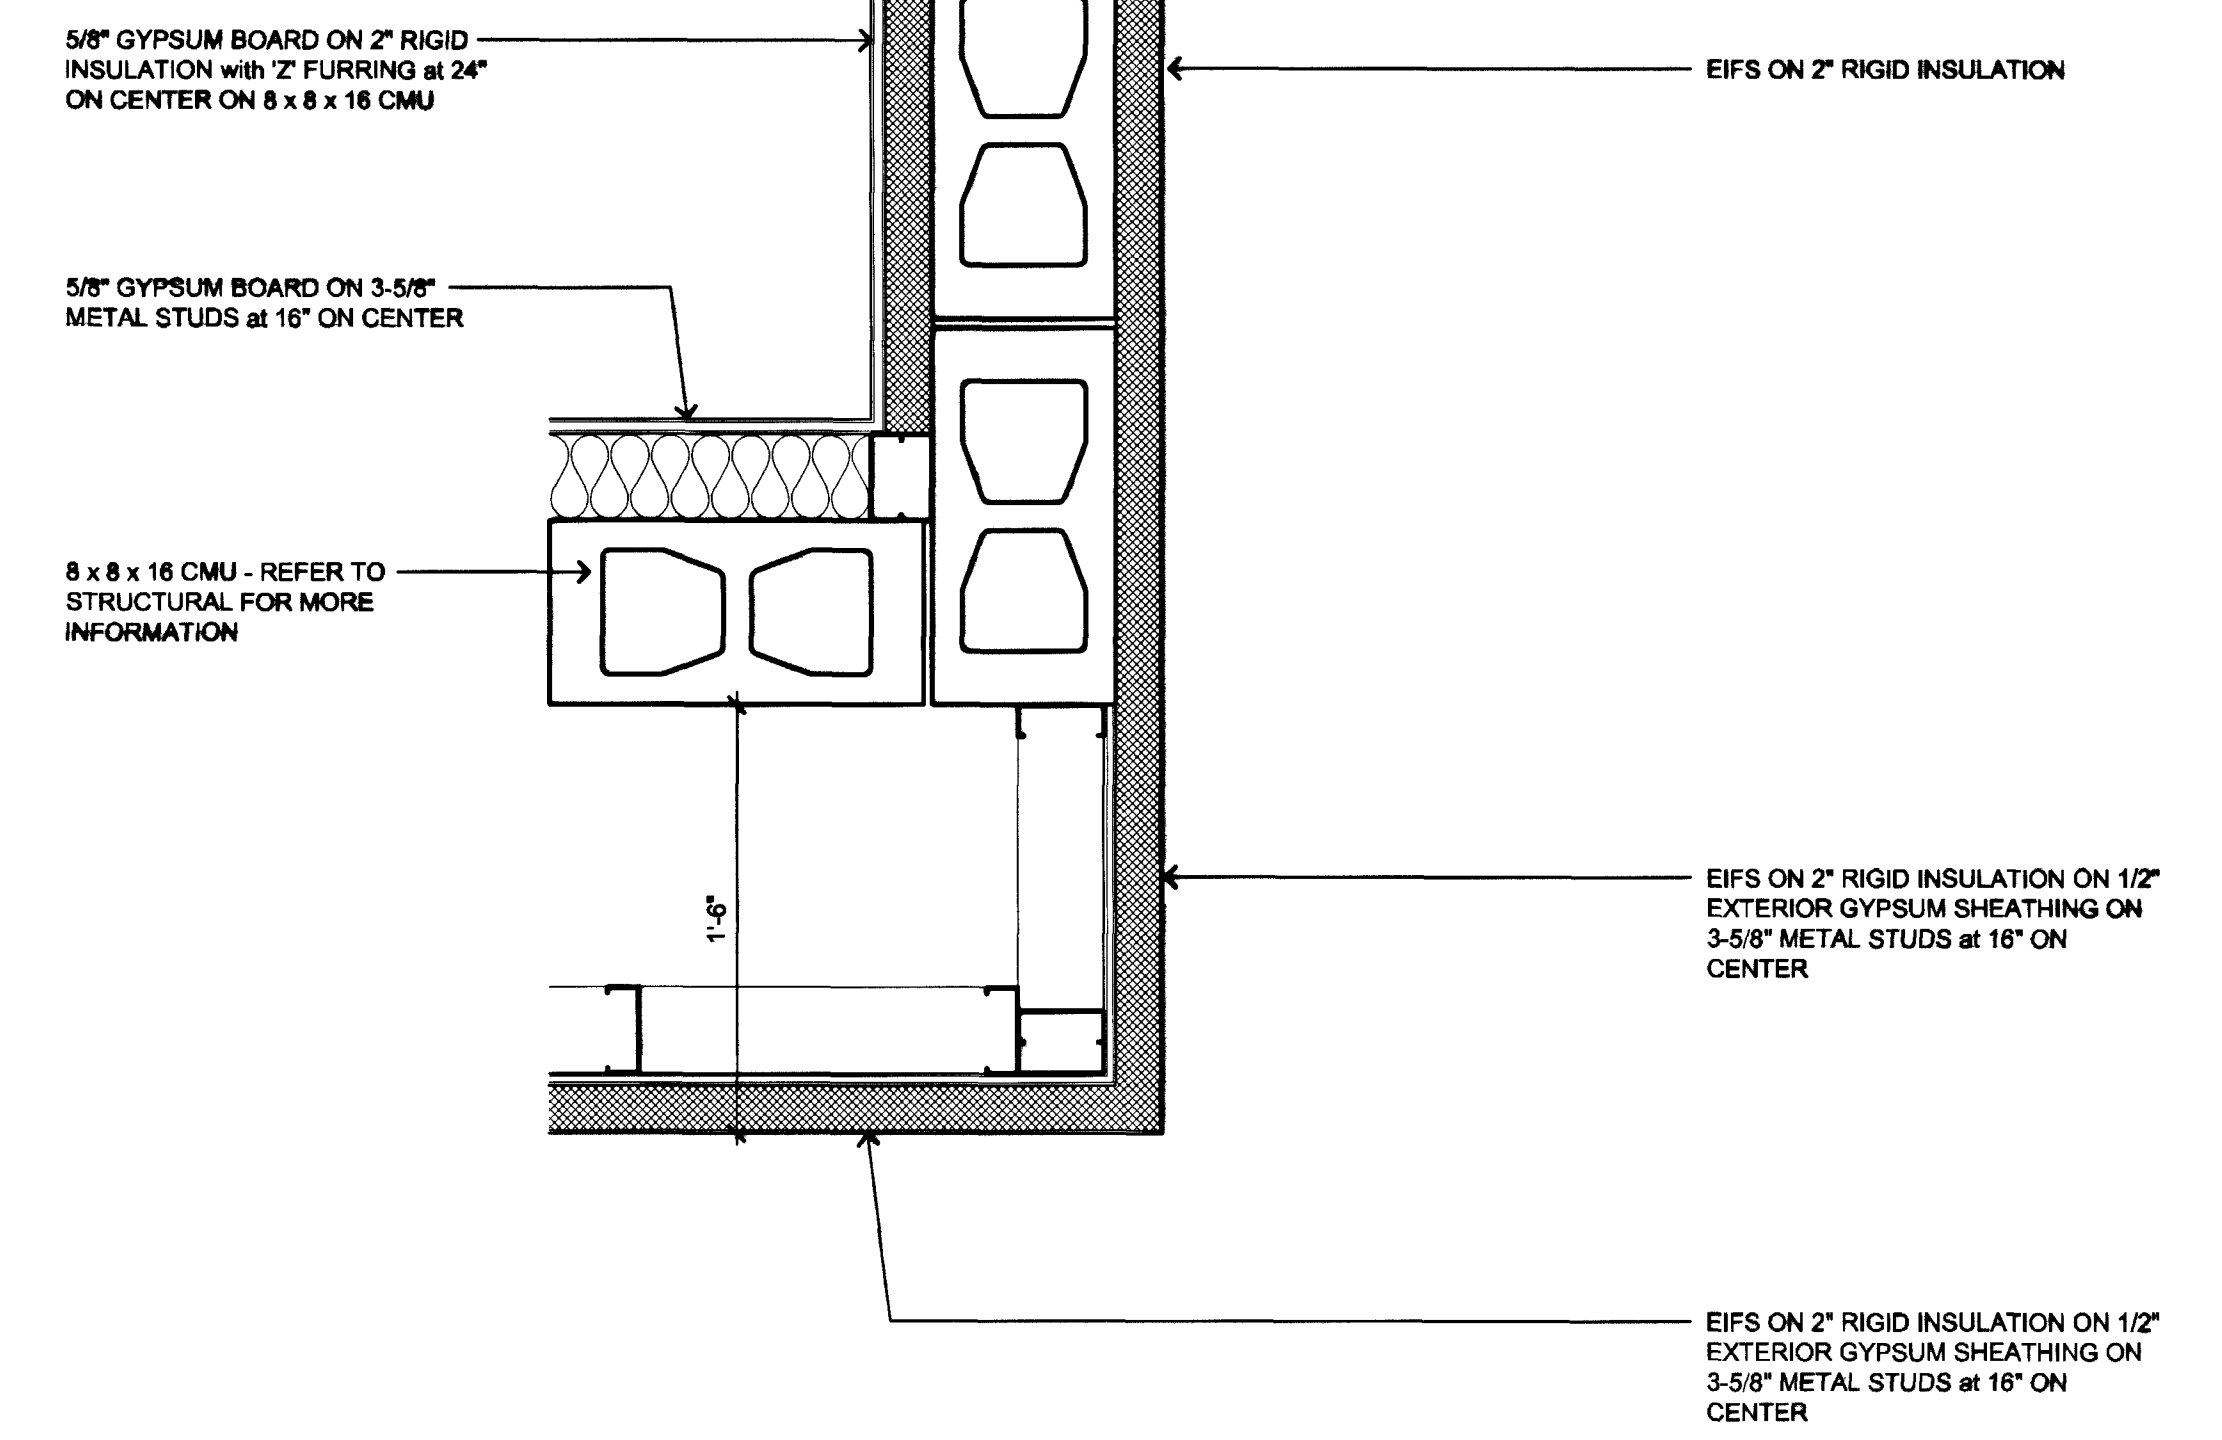 5/8" GYPSUM BOARD ON 2" RIGID
INSULATION with 'Z' FURRING at 24"
ON CENTER ON 8 x 8 x 16 CMU
EIFS ON 2" RIGID INSULATION
5/8" GYPSUM BOARD ON 3-5/8"
METAL STUDS at 16" ON CENTER
8 x 8 x 16 CMU - REFER TO
STRUCTURAL FOR MORE
INFORMATION
1'-6"
EIFS ON 2" RIGID INSULATION ON 1/2"
EXTERIOR GYPSUM SHEATHING ON
3-5/8" METAL STUDS at 16" ON
CENTER
EIFS ON 2" RIGID INSULATION ON 1/2"
EXTERIOR GYPSUM SHEATHING ON
3-5/8" METAL STUDS at 16" ON
CENTER